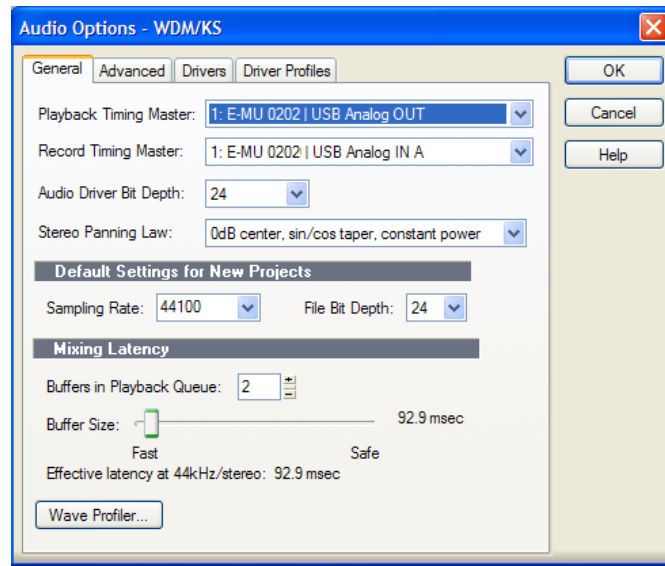 Audio Options - WDM/KS
General Advanced Drivers Driver Profiles
OK
Cancel
Help
Playback Timing Master: 1: E-MU 0202 | USB Analog OUT
Record Timing Master: 1: E-MU 0202 | USB Analog IN A
Audio Driver Bit Depth: 24
Stereo Panning Law: 0dB center, sin/cos taper, constant power
Default Settings for New Projects
Sampling Rate: 44100 File Bit Depth: 24
Mixing Latency
Buffers in Playback Queue: 2
Buffer Size: 92.9 msec
Fast Safe
Effective latency at 44kHz/stereo: 92.9 msec
Wave Profiler...